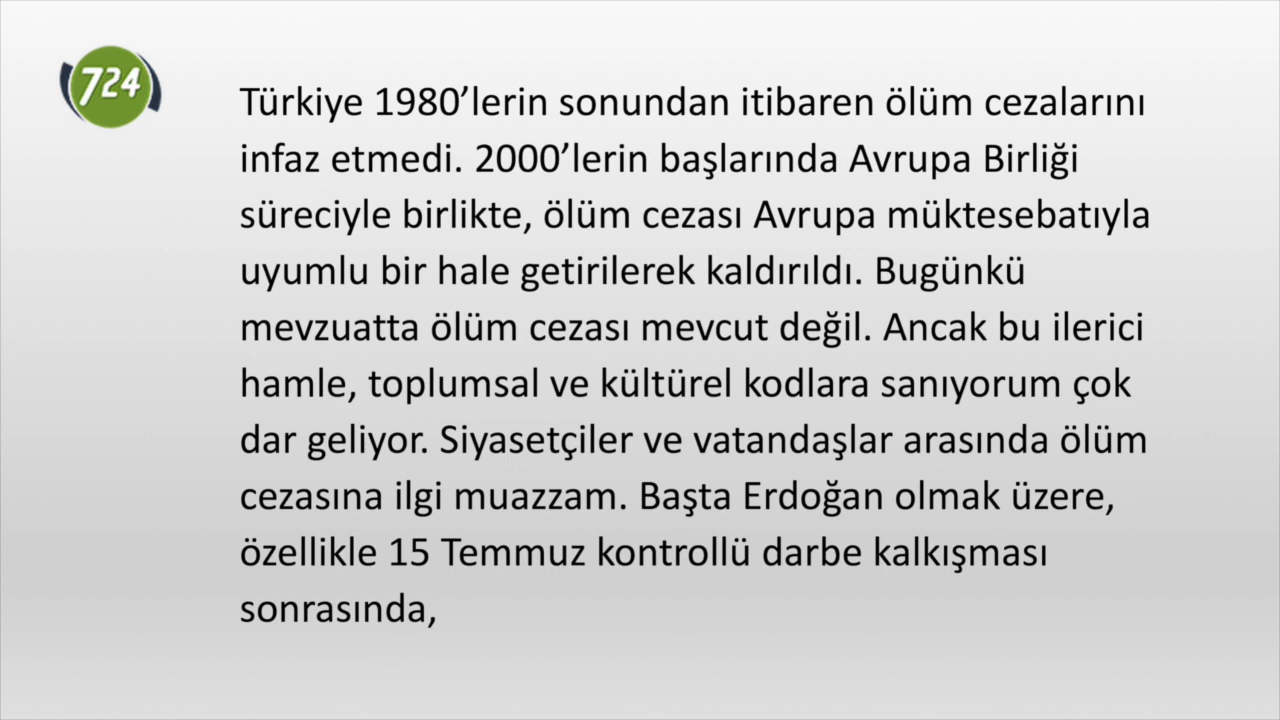 724
Türkiye 1980’lerin sonundan itibaren ölüm cezalarını
infaz etmedi. 2000’lerin başlarında Avrupa Birliği
süreciyle birlikte, ölüm cezası Avrupa müktesebatıyla
uyumlu bir hale getirilerek kaldırıldı. Bugünkü
mevzuatta ölüm cezası mevcut değil. Ancak bu ilerici
hamle, toplumsal ve kültürel kodlara sanıyorum çok
dar geliyor. Siyasetçiler ve vatandaşlar arasında ölüm
cezasına ilgi muazzam. Başta Erdoğan olmak üzere,
özellikle 15 Temmuz kontrollü darbe kalkışması
sonrasında,